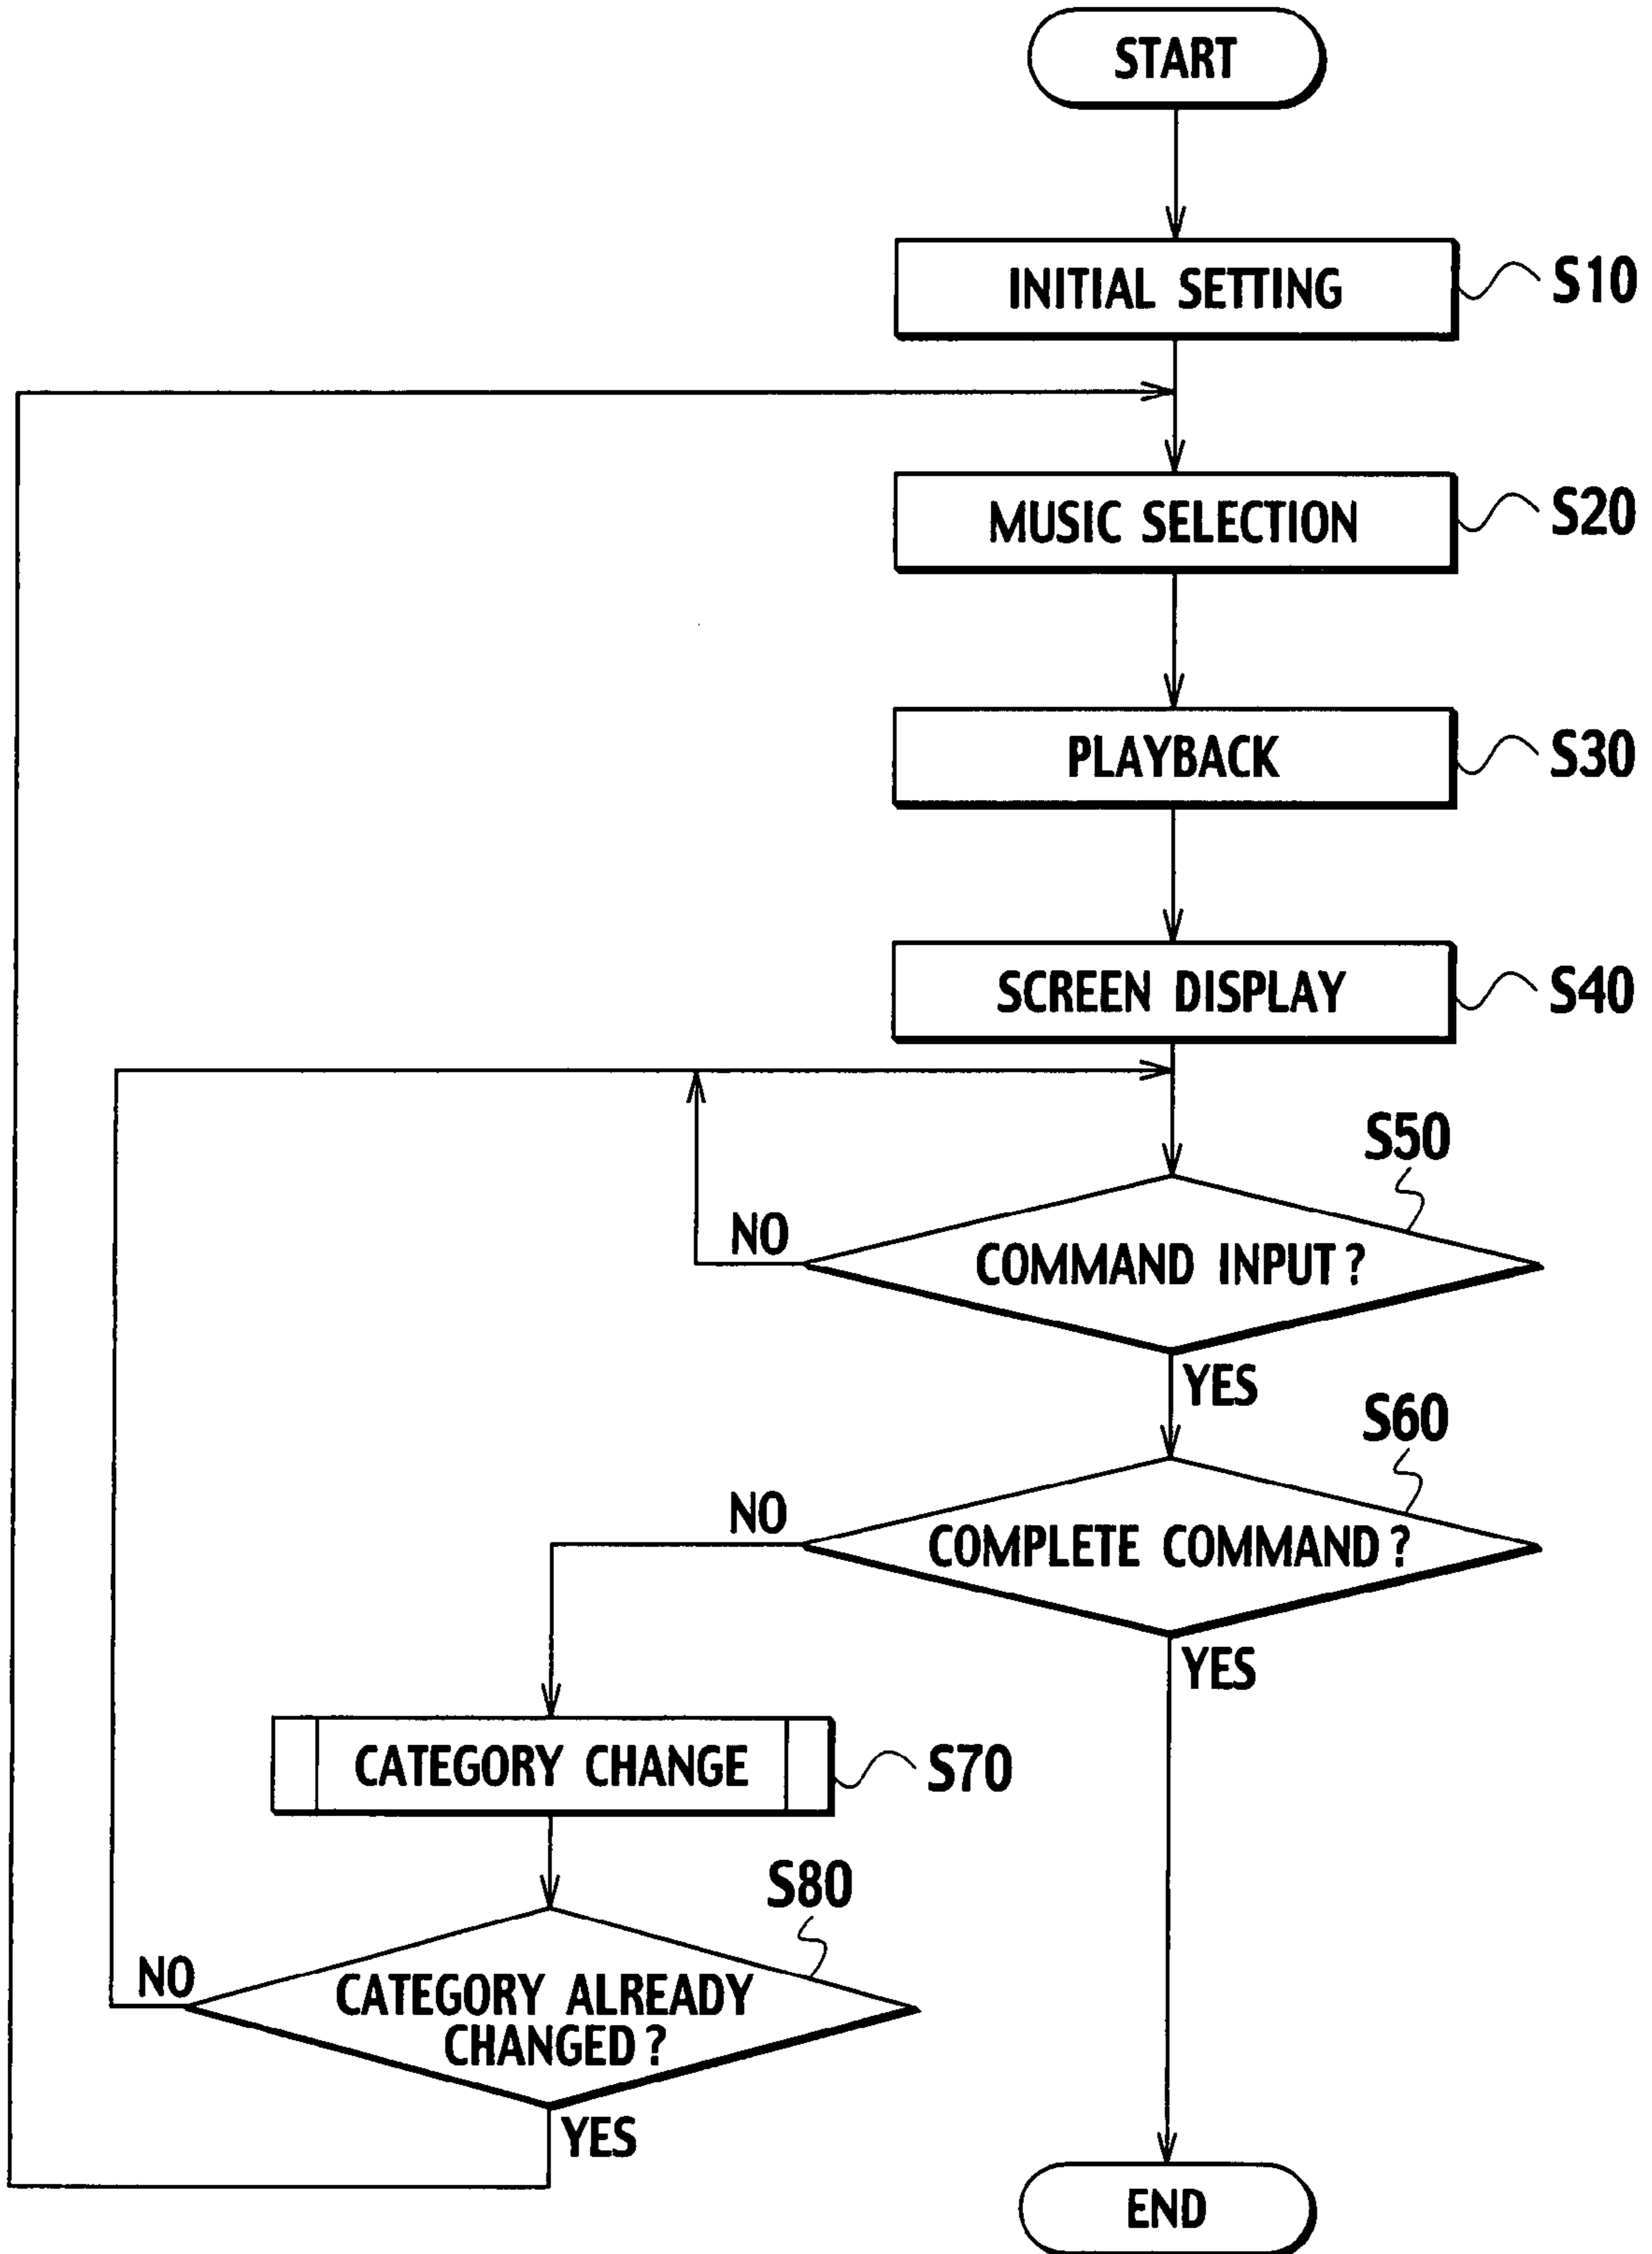 START
INITIAL SETTING
S10
MUSIC SELECTION
S20
PLAYBACK
S30
SCREEN DISPLAY
S40
S50
NO
COMMAND INPUT?
YES
S60
NO
COMPLETE COMMAND?
YES
CATEGORY CHANGE
S70
S80
NO
CATEGORY ALREADY
CHANGED?
YES
END